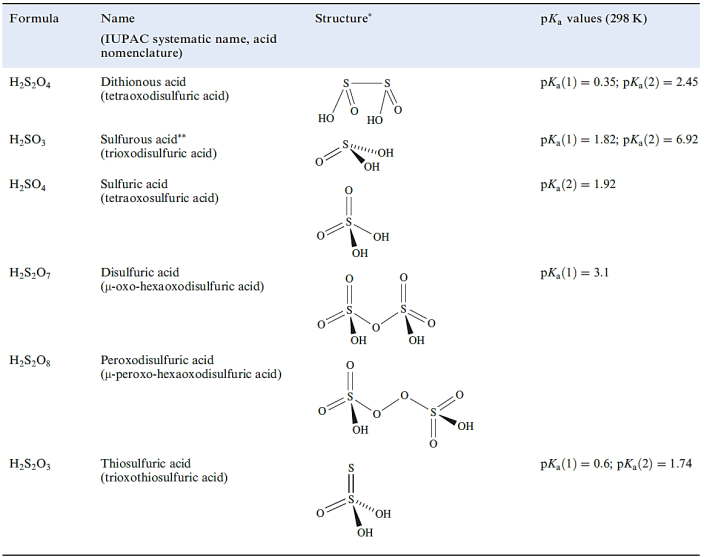 Formula Name Structure* pKa values (298 K)
(IUPAC systematic name, acid
nomenclature)
H2S2O4 Dithionous acid pKa(1) = 0.35; pKa(2) = 2.45
(tetraoxodisulfuric acid)
S S
O O
HO HO
H2SO3 Sulfurous acid** pKa(1) = 1.82; pKa(2) = 6.92
(trioxodisulfuric acid)
S
OH
O
OH
H2SO4 Sulfuric acid pKa(2) = 1.92
(tetraoxosulfuric acid)
O
S
O OH
OH
H2S2O7 Disulfuric acid pKa(1) = 3.1
(μ-oxo-hexaoxodisulfuric acid)
O O
S S
O O O
OH OH
H2S2O8 Peroxodisulfuric acid
(μ-peroxo-hexaoxodisulfuric acid)
O
S O O
O O S
OH OH
O
H2S2O3 Thiosulfuric acid pKa(1) = 0.6; pKa(2) = 1.74
(trioxothiosulfuric acid)
S
S
O OH
OH